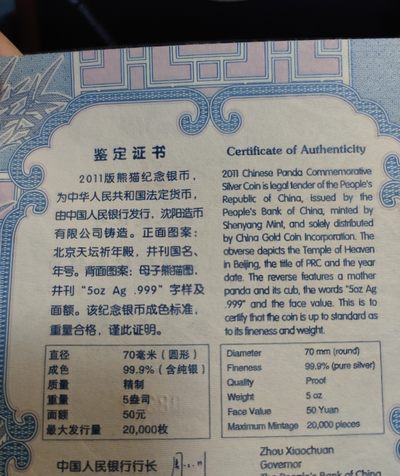 鉴定证书
2011版熊猫纪念银币，
为中华人民共和国法定货币，
由中国人民银行发行，沈阳造币
有限公司铸造。正面图案：
北京天坛祈年殿，并刊国名、
年号。背面图案：母子熊猫图，
并刊“5oz Ag .999”字样及
面额。该纪念银币成色标准，
重量合格，谨此证明。
直径 70毫米（圆形）
成色 99.9%（含纯银）
质量 精制
重量 5盎司
面额 50元
最大发行量 20,000枚
中国人民银行行长
Certificate of Authenticity
2011 Chinese Panda Commemorative
Silver Coin is legal tender of the People's
Republic of China, issued by the
People's Bank of China, minted by
Shenyang Mint, and solely distributed
by China Gold Coin Incorporation. The
obverse depicts the Temple of Heaven
in Beijing, the title of PRC and the year
date. The reverse features a mother
panda and its cub, the words "5oz Ag
.999" and the face value. This is to
certify that the coin is up to standard as
to its fineness and weight.
Diameter 70 mm (round)
Fineness 99.9% (pure silver)
Quality Proof
Weight 5 oz
Face Value 50 Yuan
Maximum Mintage 20,000 pieces
Zhou Xiaochuan
Governor
The People's Bank of China